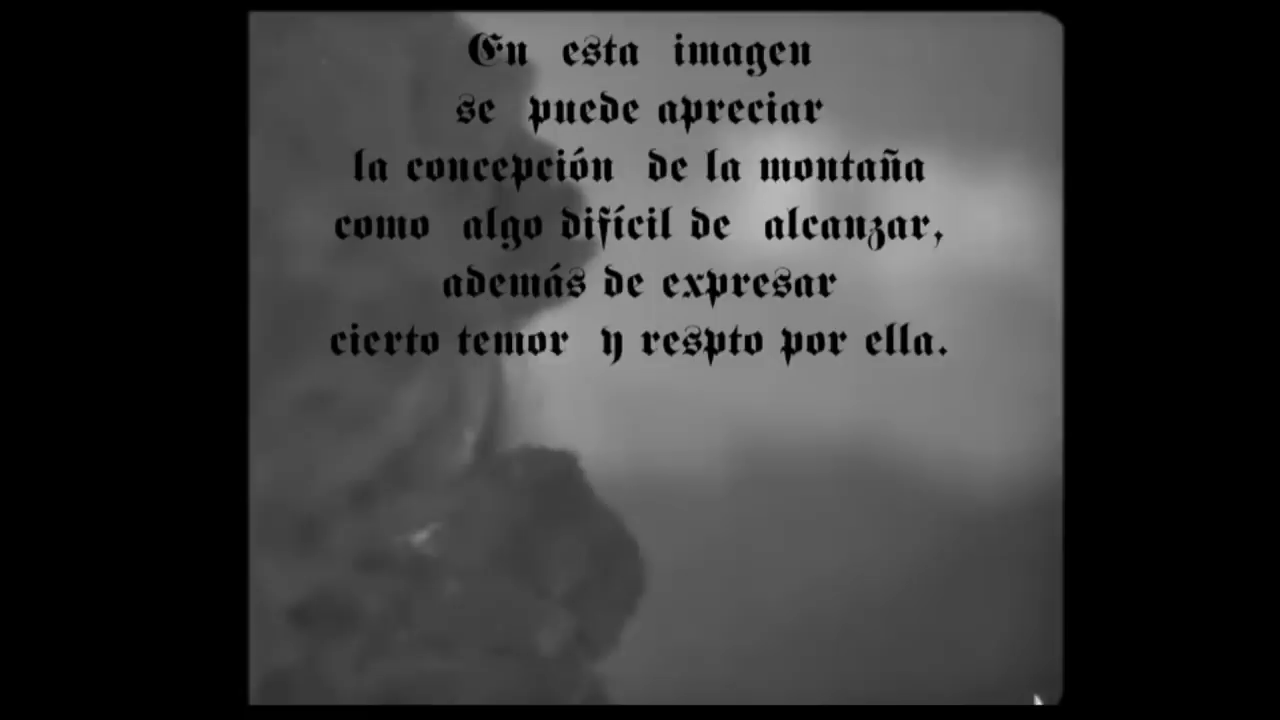 En esta imagen
se puede apreciar
la concepción de la montaña
como algo difícil de alcanzar,
además de expresar
cierto temor y respto por ella.